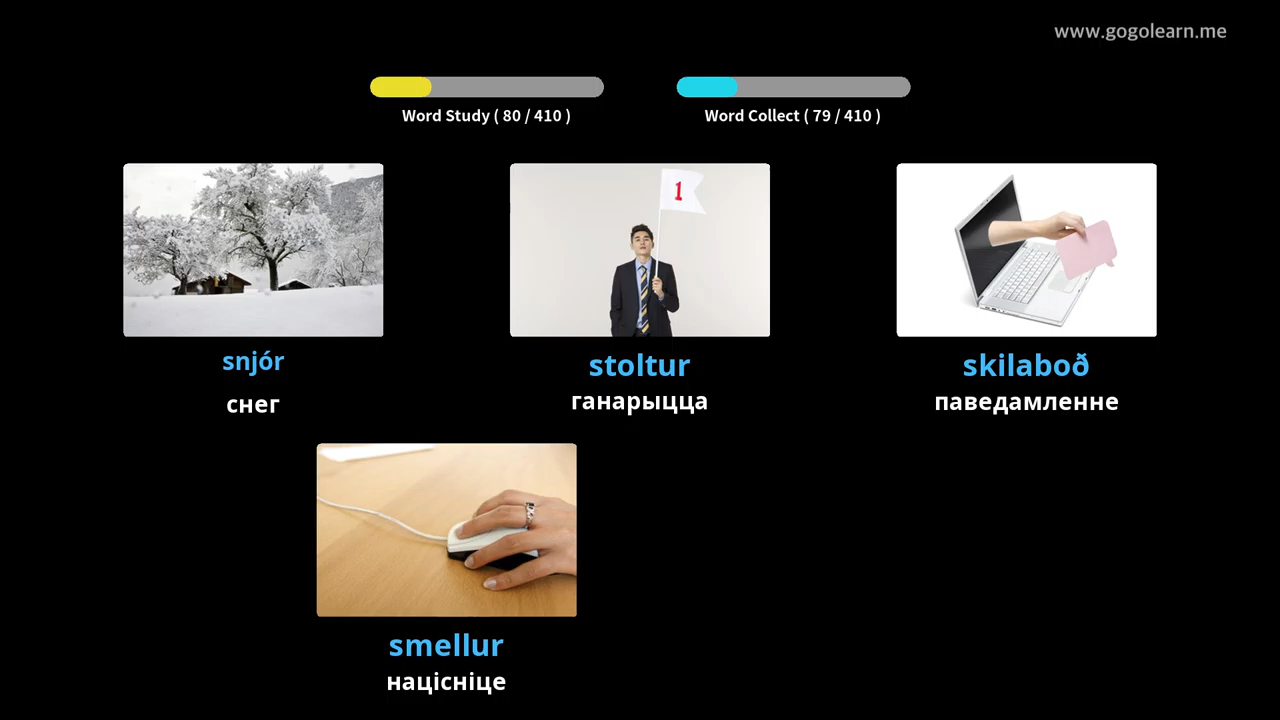 www.gogolearn.me
Word Study ( 80 / 410 )
Word Collect ( 79 / 410 )
1
snjór
снег
stoltur
ганарыцца
skilaboð
паведамленне
smellur
націсніце